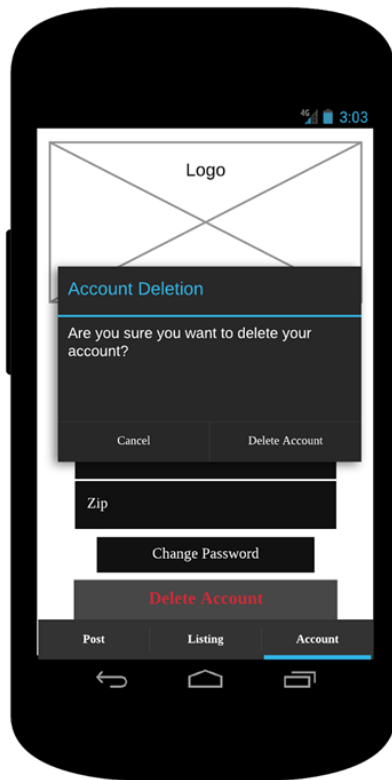 4G 3:03
Logo
Account Deletion
Are you sure you want to delete your
account?
Cancel Delete Account
Zip
Change Password
Delete Account
Post Listing Account